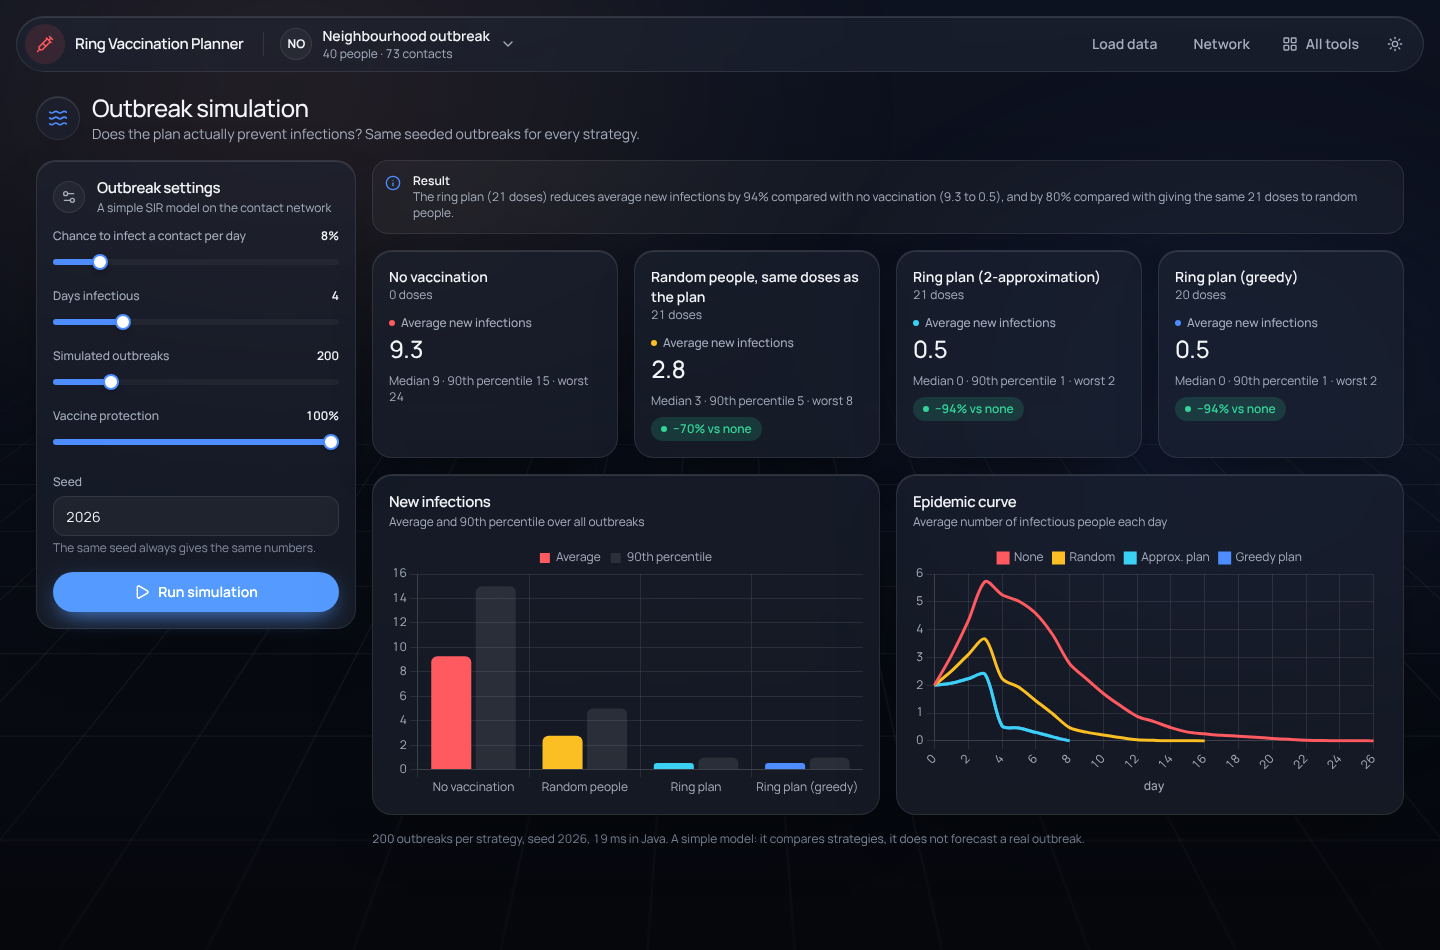 Ring Vaccination Planner
NO
Neighbourhood outbreak
40 people · 73 contacts
Load data
Network
All tools
Outbreak simulation
Does the plan actually prevent infections? Same seeded outbreaks for every strategy.
Outbreak settings
A simple SIR model on the contact network
Chance to infect a contact per day 8%
Days infectious 4
Simulated outbreaks 200
Vaccine protection 100%
Seed
2026
The same seed always gives the same numbers.
Run simulation
Result
The ring plan (21 doses) reduces average new infections by 94% compared with no vaccination (9.3 to 0.5), and by 80% compared with giving the same 21 doses to random
people.
No vaccination
0 doses
Average new infections
9.3
Median 9 · 90th percentile 15 · worst
24
Random people, same doses as
the plan
21 doses
Average new infections
2.8
Median 3 · 90th percentile 5 · worst 8
−70% vs none
Ring plan (2-approximation)
21 doses
Average new infections
0.5
Median 0 · 90th percentile 1 · worst 2
−94% vs none
Ring plan (greedy)
20 doses
Average new infections
0.5
Median 0 · 90th percentile 1 · worst 2
−94% vs none
New infections
Average and 90th percentile over all outbreaks
Average 90th percentile
16
14
12
10
8
6
4
2
0
No vaccination Random people Ring plan Ring plan (greedy)
Epidemic curve
Average number of infectious people each day
None Random Approx. plan Greedy plan
6
5
4
3
2
1
0
0 2 4 6 8 10 12 14 16 18 20 22 24 26
day
200 outbreaks per strategy, seed 2026, 19 ms in Java. A simple model: it compares strategies, it does not forecast a real outbreak.